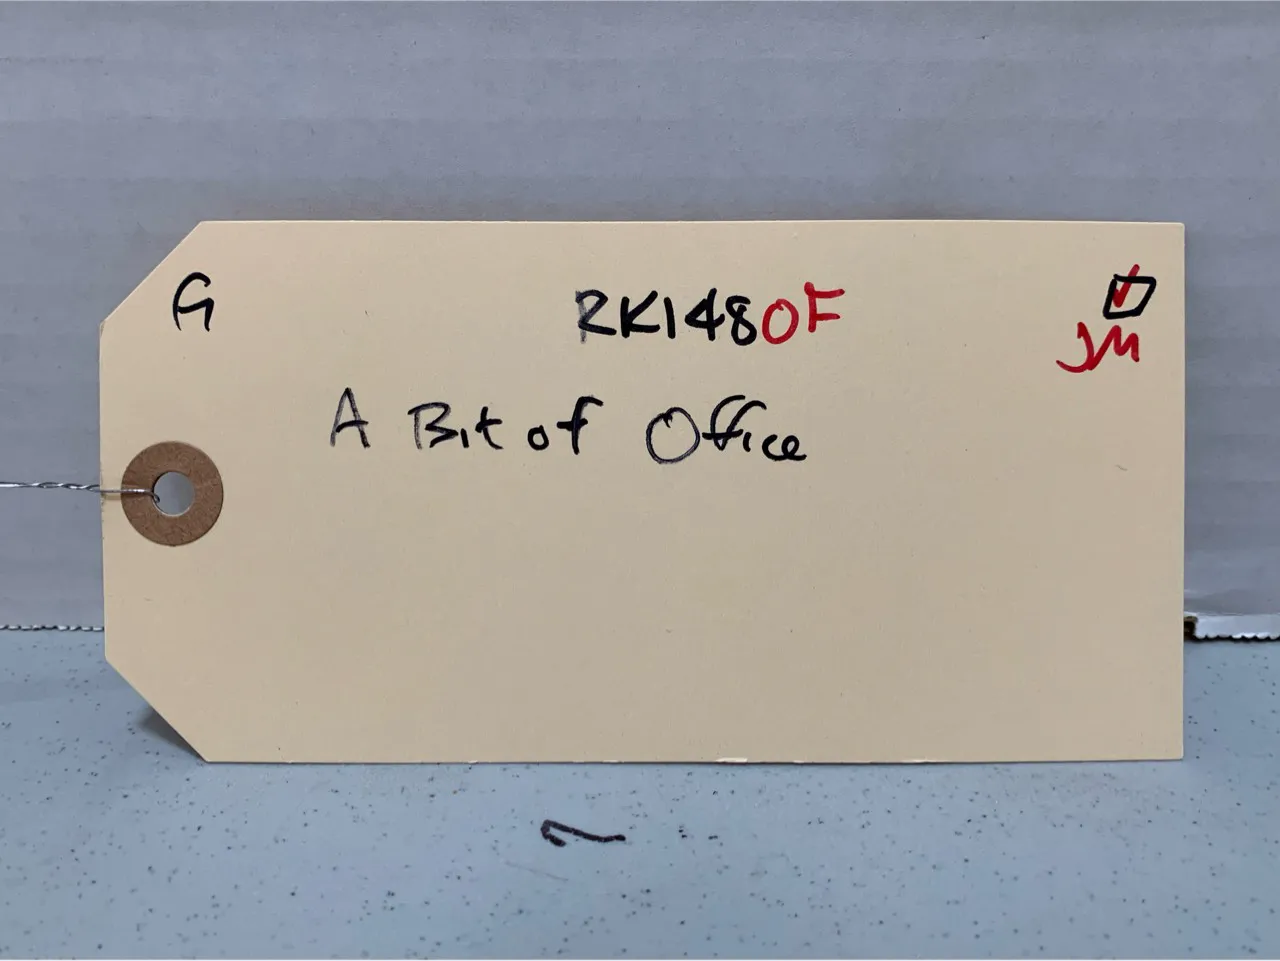 G
RK1480F
JM
A Bit of Office